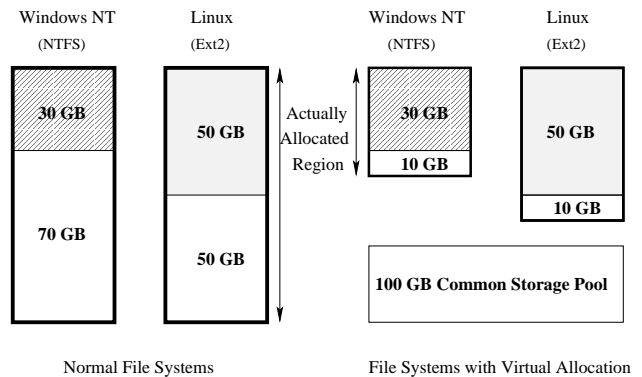 Windows NT
(NTFS)
Linux
(Ext2)
30 GB
70 GB
50 GB
50 GB
Actually
Allocated
Region
Windows NT
(NTFS)
Linux
(Ext2)
30 GB
10 GB
50 GB
10 GB
100 GB Common Storage Pool
Normal File Systems
File Systems with Virtual Allocation